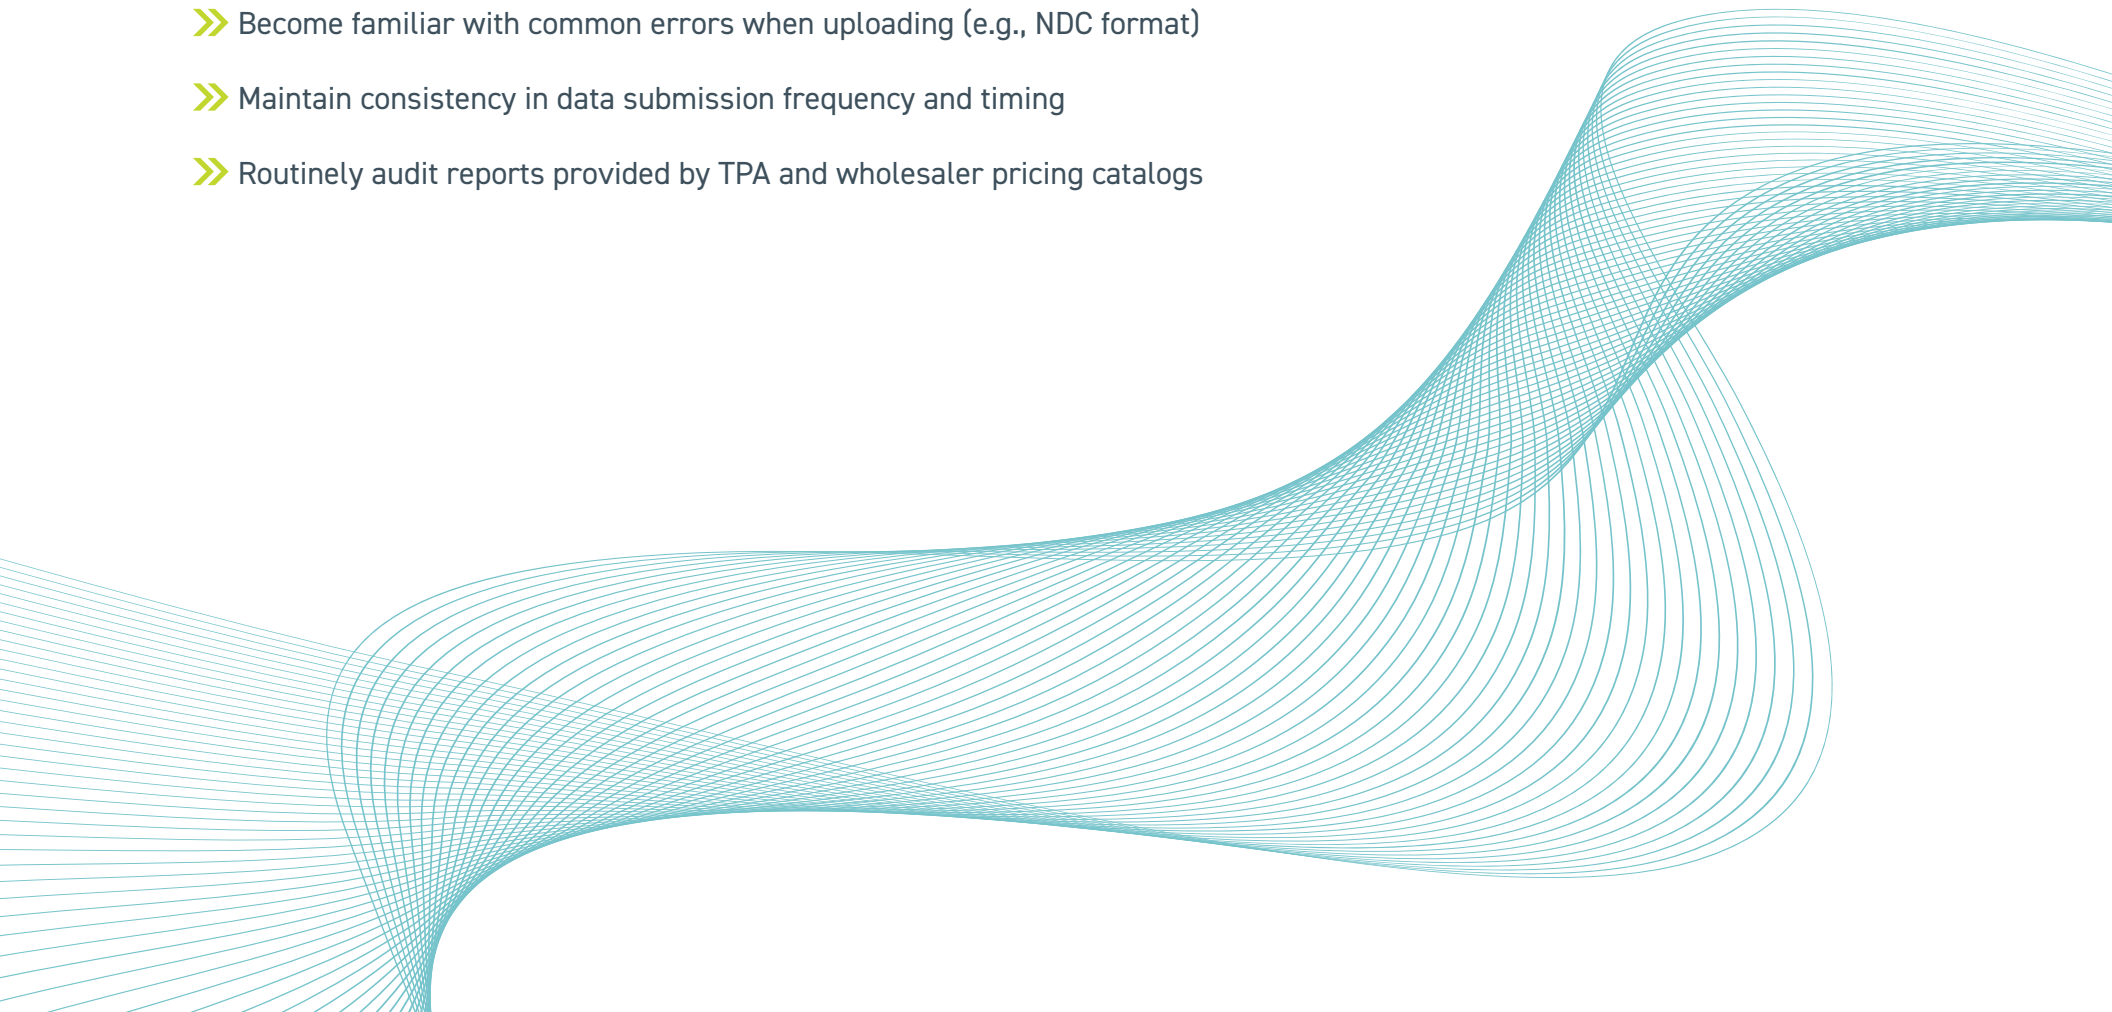 Become familiar with common errors when uploading (e.g., NDC format)
Maintain consistency in data submission frequency and timing
Routinely audit reports provided by TPA and wholesaler pricing catalogs